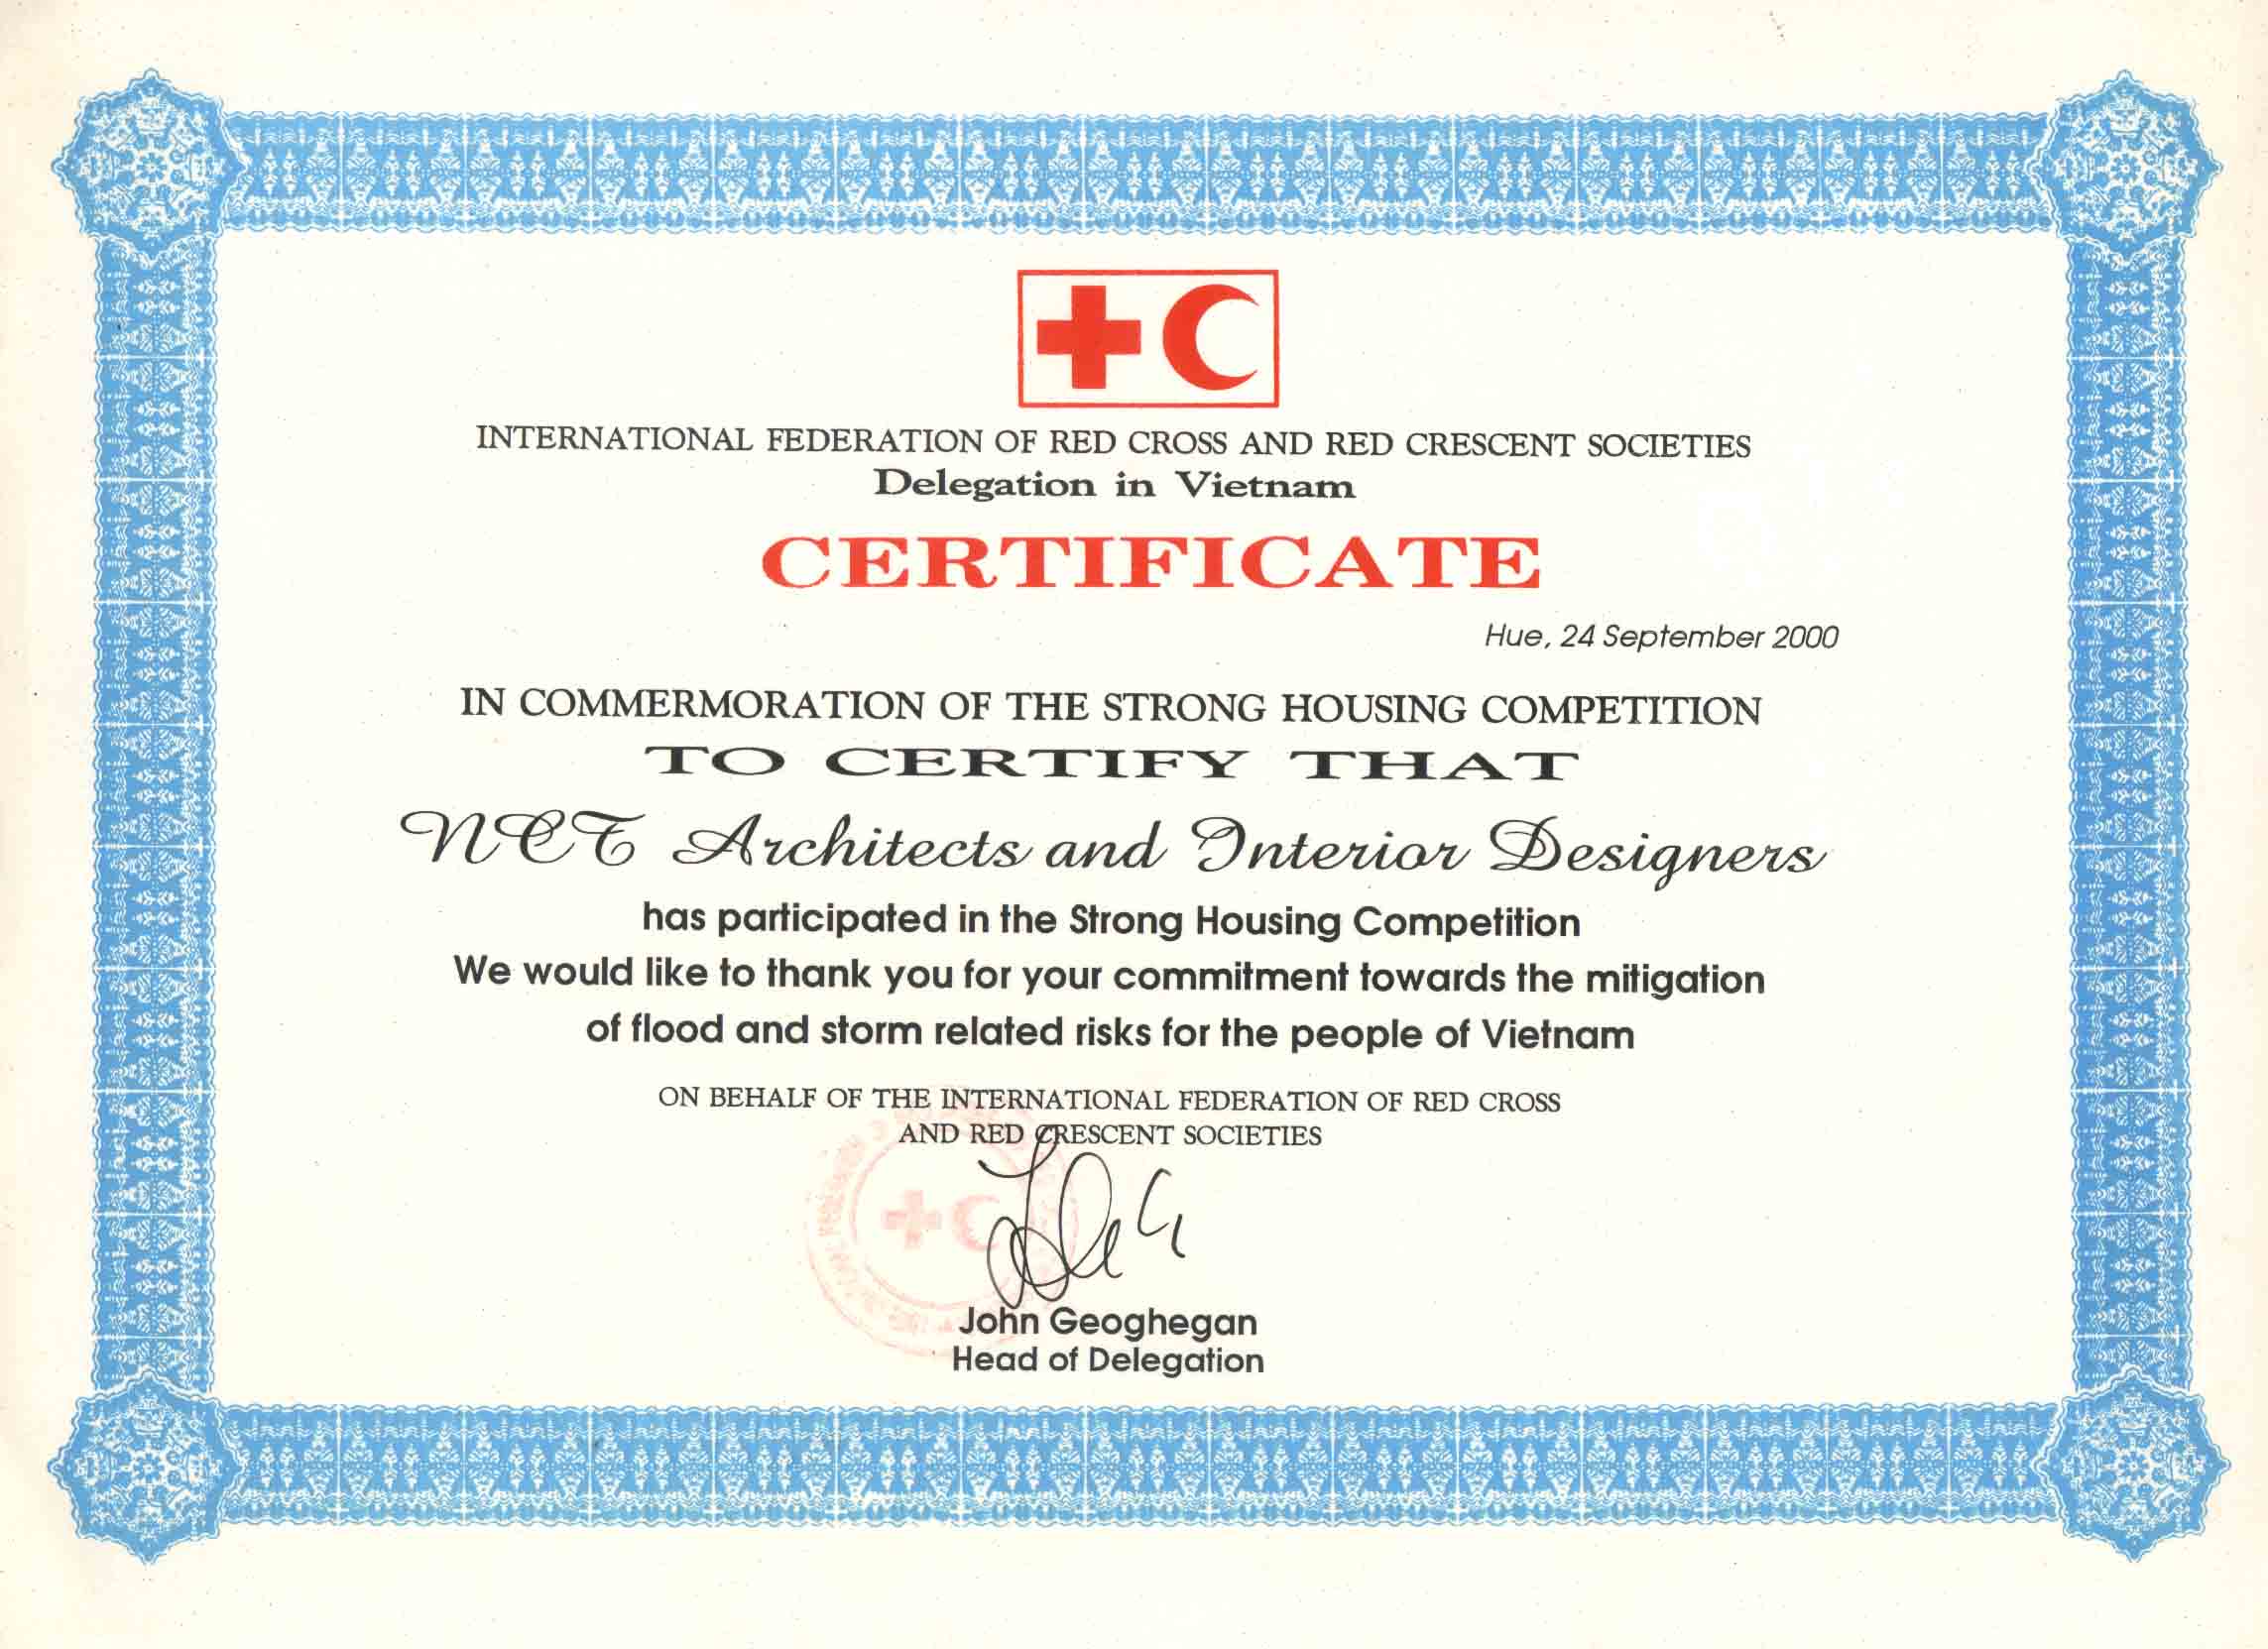 INTERNATIONAL FEDERATION OF RED CROSS AND RED CRESCENT SOCIETIES
Delegation in Vietnam
CERTIFICATE
Hue, 24 September 2000
IN COMMERMORATION OF THE STRONG HOUSING COMPETITION
TO CERTIFY THAT
NCT Architects and Interior Designers
has participated in the Strong Housing Competition
We would like to thank you for your commitment towards the mitigation
of flood and storm related risks for the people of Vietnam
ON BEHALF OF THE INTERNATIONAL FEDERATION OF RED CROSS
AND RED CRESCENT SOCIETIES
John Geoghegan
Head of Delegation